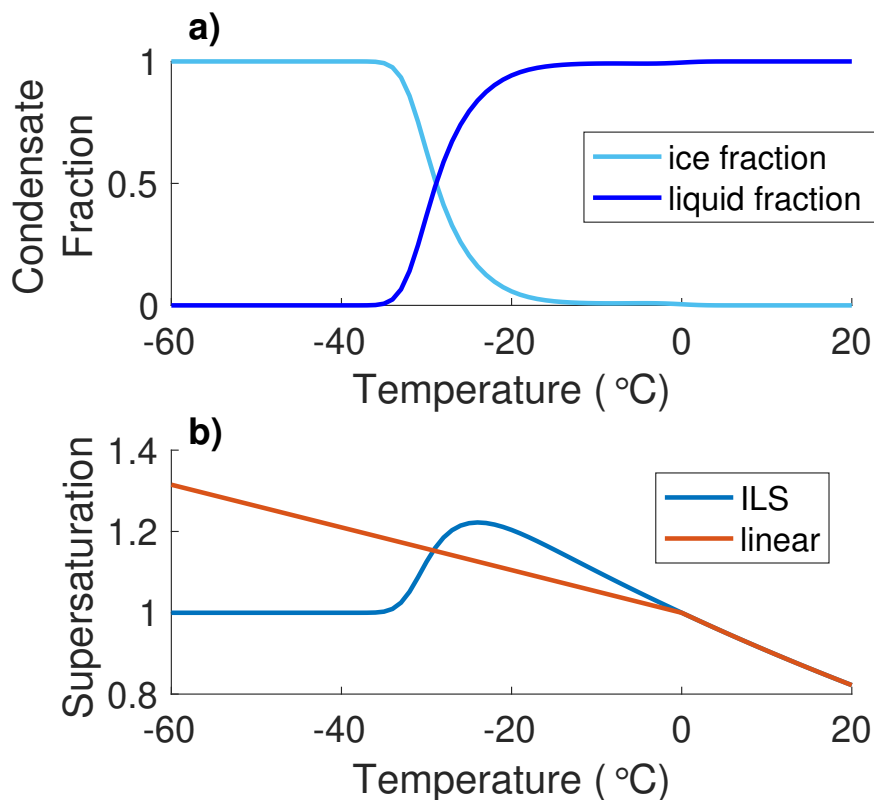 a)
Condensate
Fraction
1
0.5
0
ice fraction
liquid fraction
-60 -40 -20 0 20
Temperature ( °C)
b)
Supersaturation
1.4
1.2
1
0.8
ILS
linear
-60 -40 -20 0 20
Temperature ( °C)